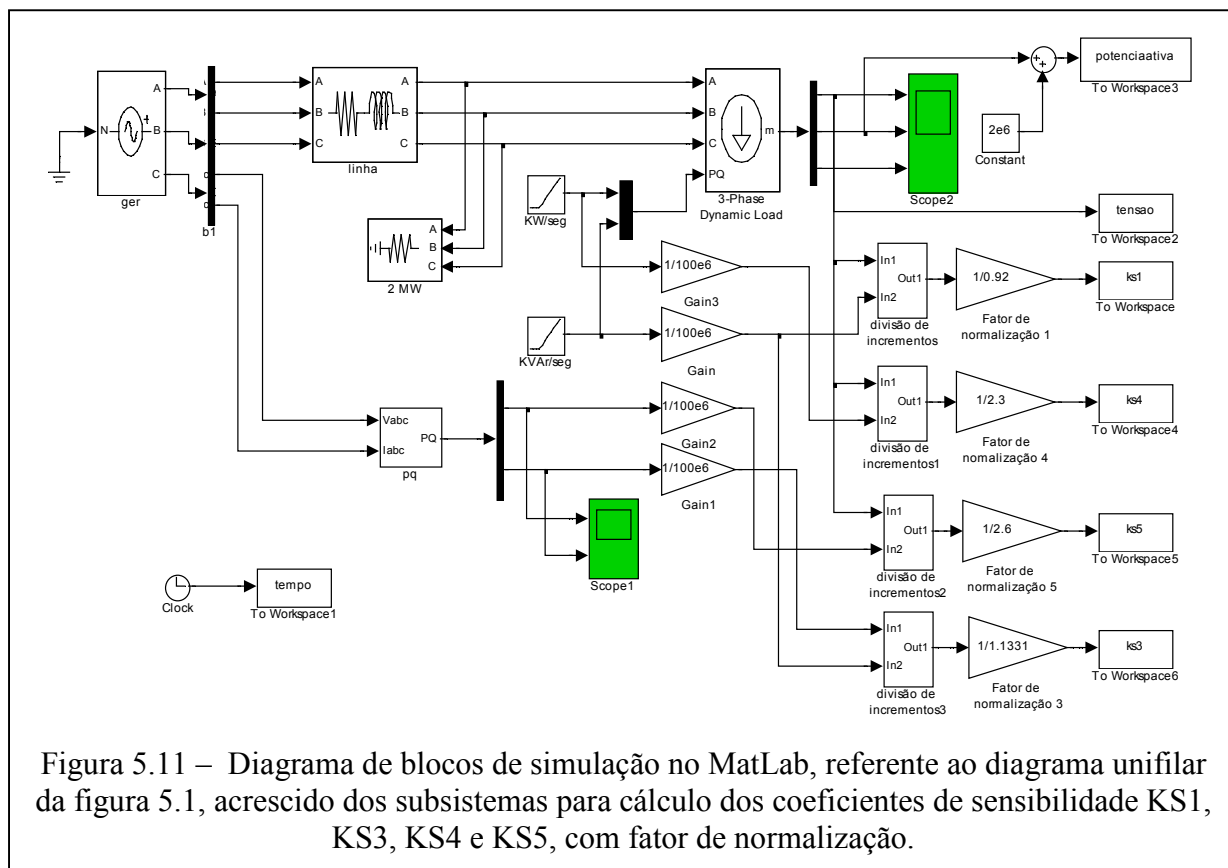 potenciaativa
To Workspace3
2e6
Constant
N
A
B
C
ger
b1
A
B
C
A
B
C
linha
A
B
C
PQ
m
3-Phase
Dynamic Load
Scope2
tensao
To Workspace2
KW/seg
A
B
C
2 MW
1/100e6
Gain3
In1
In2
Out1
divisão de
incrementos
1/0.92
Fator de
normalização 1
ks1
To Workspace
KVAr/seg
1/100e6
Gain
In1
In2
Out1
divisão de
incrementos1
1/2.3
Fator de
nomalização 4
ks4
To Workspace4
Vabc
Iabc
PQ
pq
1/100e6
Gain2
1/100e6
Gain1
Scope1
In1
In2
Out1
divisão de
incrementos2
1/2.6
Fator de
normalização 5
ks5
To Workspace5
Clock
tempo
To Workspace1
In1
In2
Out1
divisão de
incrementos3
1/1.1331
Fator de
normalização 3
ks3
To Workspace6
Figura 5.11 – Diagrama de blocos de simulação no MatLab, referente ao diagrama unifilar
da figura 5.1, acrescido dos subsistemas para cálculo dos coeficientes de sensibilidade KS1,
KS3, KS4 e KS5, com fator de normalização.